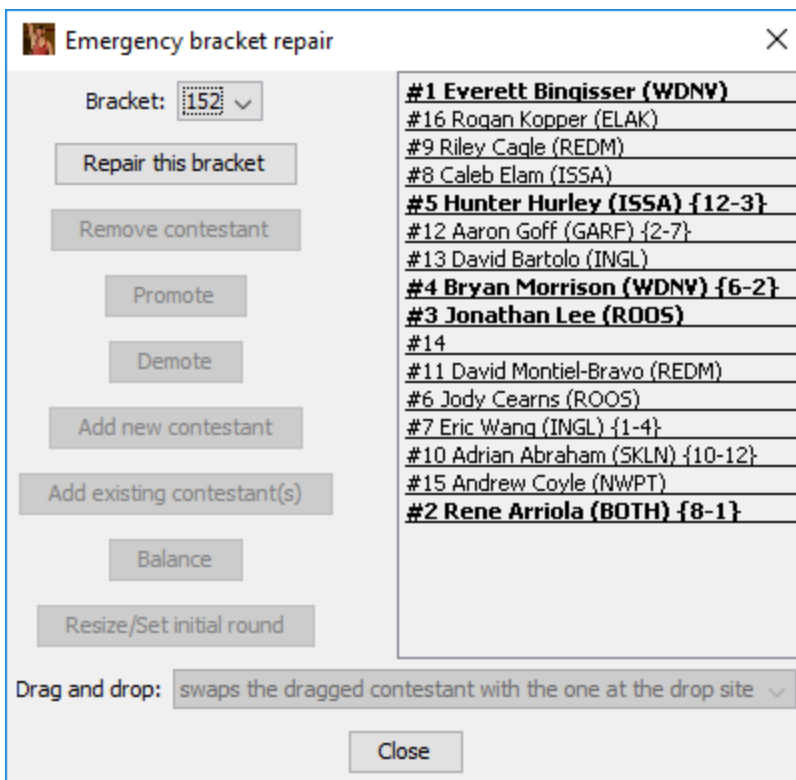 Emergency bracket repair
Bracket: 152
Repair this bracket
Remove contestant
Promote
Demote
Add new contestant
Add existing contestant(s)
Balance
Resize/Set initial round
#1 Everett Bingisser (WDNV)
#16 Rogan Kopper (ELAK)
#9 Riley Cagle (REDM)
#8 Caleb Elam (ISSA)
#5 Hunter Hurley (ISSA) {12-3}
#12 Aaron Goff (GARF) {2-7}
#13 David Bartolo (INGL)
#4 Bryan Morrison (WDNV) {6-2}
#3 Jonathan Lee (ROOS)
#14
#11 David Montiel-Bravo (REDM)
#6 Jody Cearns (ROOS)
#7 Eric Wang (INGL) {1-4}
#10 Adrian Abraham (SKLN) {10-12}
#15 Andrew Coyle (NWPT)
#2 Rene Arriola (BOTH) {8-1}
Drag and drop: swaps the dragged contestant with the one at the drop site
Close